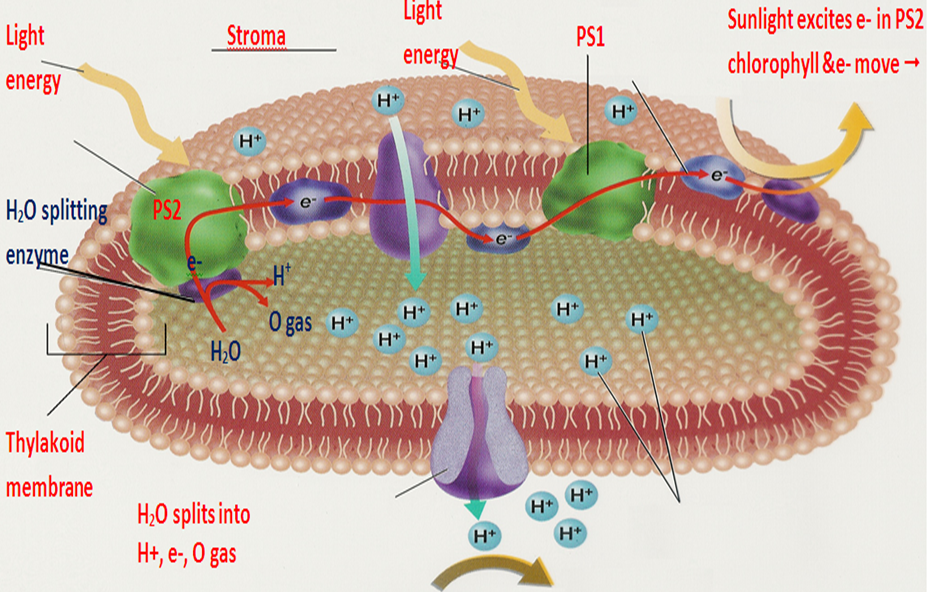 Light
energy
Stroma
Light
energy
PS1
Sunlight excites e- in PS2
chlorophyll &e- move →
H⁺
H⁺
H⁺
H⁺
H₂O splitting
enzyme
PS2
e-
e-
e-
e-
H⁺
O gas
H₂O
H⁺
H⁺
H⁺
H⁺
H⁺
H⁺
H⁺
H⁺
H⁺
Thylakoid
membrane
H₂O splits into
H+, e-, O gas
H⁺
H⁺
H⁺
H⁺